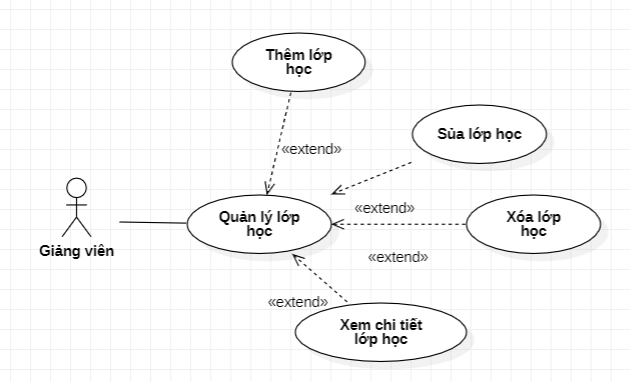 Thêm lớp
học
«extend»
Sủa lớp học
«extend»
Quản lý lớp
học
Xóa lớp
học
Giảng viên
«extend»
«extend»
Xem chi tiết
lớp học